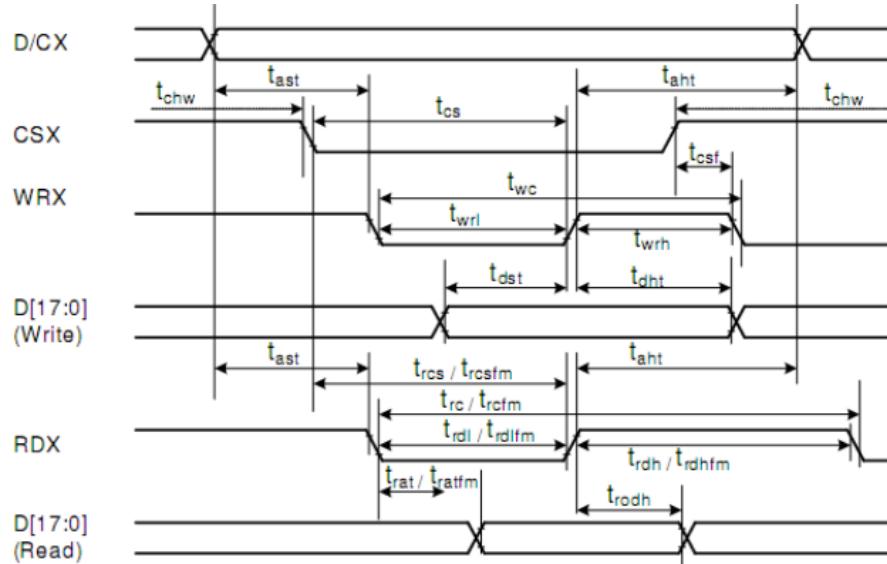 D/CX
t_ast t_aht
t_chw t_cs t_chw
CSX
t_csf
WRX t_wc
t_wrl t_wrh
t_dst t_dht
D[17:0]
(Write)
t_ast t_aht
t_rcs / t_rcsfm
t_rc / t_rcfm
RDX t_rdl / t_rdlfm
t_rdh / t_rdhfm
t_rat / t_ratfm
t_rodh
D[17:0]
(Read)